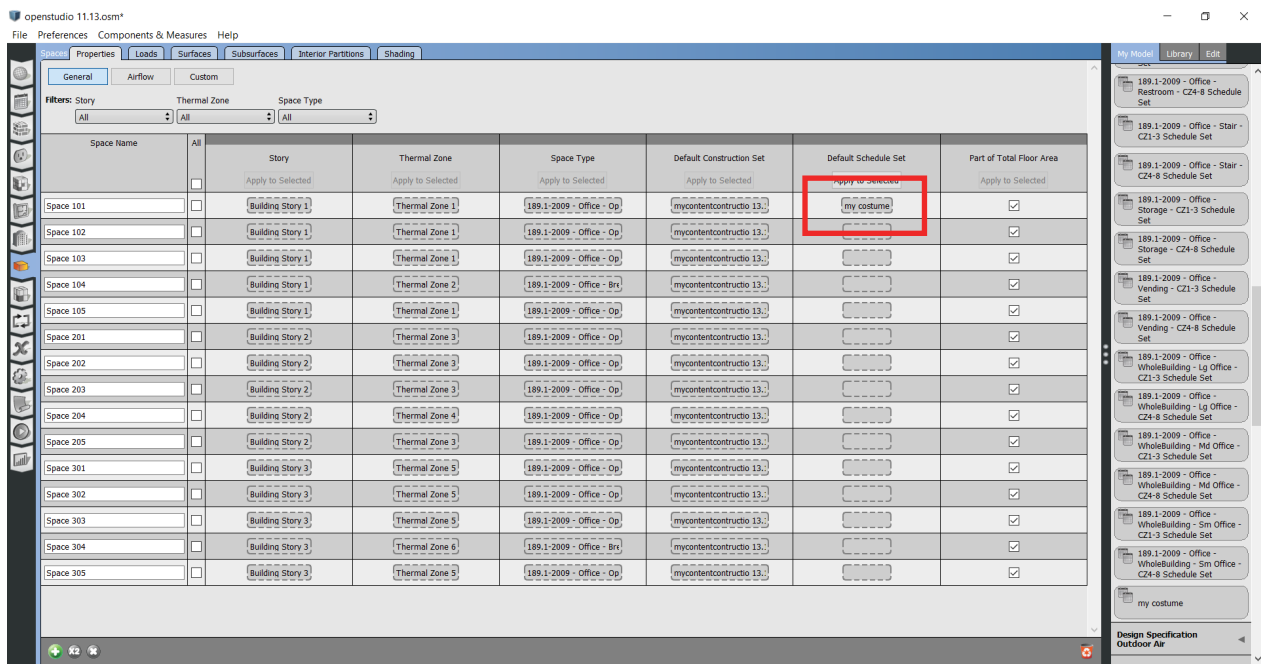 openstudio 11.13.osm*
File Preferences Components & Measures Help
Spaces Properties Loads Surfaces Subsurfaces Interior Partitions Shading
My Model Library Edit
General Airflow Custom
Filters: Story Thermal Zone Space Type
All All All
Space Name All Story Thermal Zone Space Type Default Construction Set Default Schedule Set Part of Total Floor Area
Apply to Selected Apply to Selected Apply to Selected Apply to Selected Apply to Selected Apply to Selected
Space 101 Building Story 1 Thermal Zone 1 189.1-2009 - Office - Op mycontentcontructio 13. my costume
Space 102 Building Story 1 Thermal Zone 1 189.1-2009 - Office - Op mycontentcontructio 13.
Space 103 Building Story 1 Thermal Zone 1 189.1-2009 - Office - Op mycontentcontructio 13.
Space 104 Building Story 1 Thermal Zone 2 189.1-2009 - Office - Bre mycontentcontructio 13.
Space 105 Building Story 1 Thermal Zone 1 189.1-2009 - Office - Op mycontentcontructio 13.
Space 201 Building Story 2 Thermal Zone 3 189.1-2009 - Office - Op mycontentcontructio 13.
Space 202 Building Story 2 Thermal Zone 3 189.1-2009 - Office - Op mycontentcontructio 13.
Space 203 Building Story 2 Thermal Zone 3 189.1-2009 - Office - Op mycontentcontructio 13.
Space 204 Building Story 2 Thermal Zone 4 189.1-2009 - Office - Op mycontentcontructio 13.
Space 205 Building Story 2 Thermal Zone 3 189.1-2009 - Office - Op mycontentcontructio 13.
Space 301 Building Story 3 Thermal Zone 5 189.1-2009 - Office - Op mycontentcontructio 13.
Space 302 Building Story 3 Thermal Zone 5 189.1-2009 - Office - Op mycontentcontructio 13.
Space 303 Building Story 3 Thermal Zone 5 189.1-2009 - Office - Op mycontentcontructio 13.
Space 304 Building Story 3 Thermal Zone 6 189.1-2009 - Office - Bre mycontentcontructio 13.
Space 305 Building Story 3 Thermal Zone 5 189.1-2009 - Office - Op mycontentcontructio 13.
x2
189.1-2009 - Office -
Restroom - CZ4-8 Schedule
Set
189.1-2009 - Office - Stair -
CZ1-3 Schedule Set
189.1-2009 - Office - Stair -
CZ4-8 Schedule Set
189.1-2009 - Office -
Storage - CZ1-3 Schedule
Set
189.1-2009 - Office -
Storage - CZ4-8 Schedule
Set
189.1-2009 - Office -
Vending - CZ1-3 Schedule
Set
189.1-2009 - Office -
Vending - CZ4-8 Schedule
Set
189.1-2009 - Office -
WholeBuilding - Lg Office -
CZ1-3 Schedule Set
189.1-2009 - Office -
WholeBuilding - Lg Office -
CZ4-8 Schedule Set
189.1-2009 - Office -
WholeBuilding - Md Office -
CZ1-3 Schedule Set
189.1-2009 - Office -
WholeBuilding - Md Office -
CZ4-8 Schedule Set
189.1-2009 - Office -
WholeBuilding - Sm Office -
CZ1-3 Schedule Set
189.1-2009 - Office -
WholeBuilding - Sm Office -
CZ4-8 Schedule Set
my costume
Design Specification
Outdoor Air